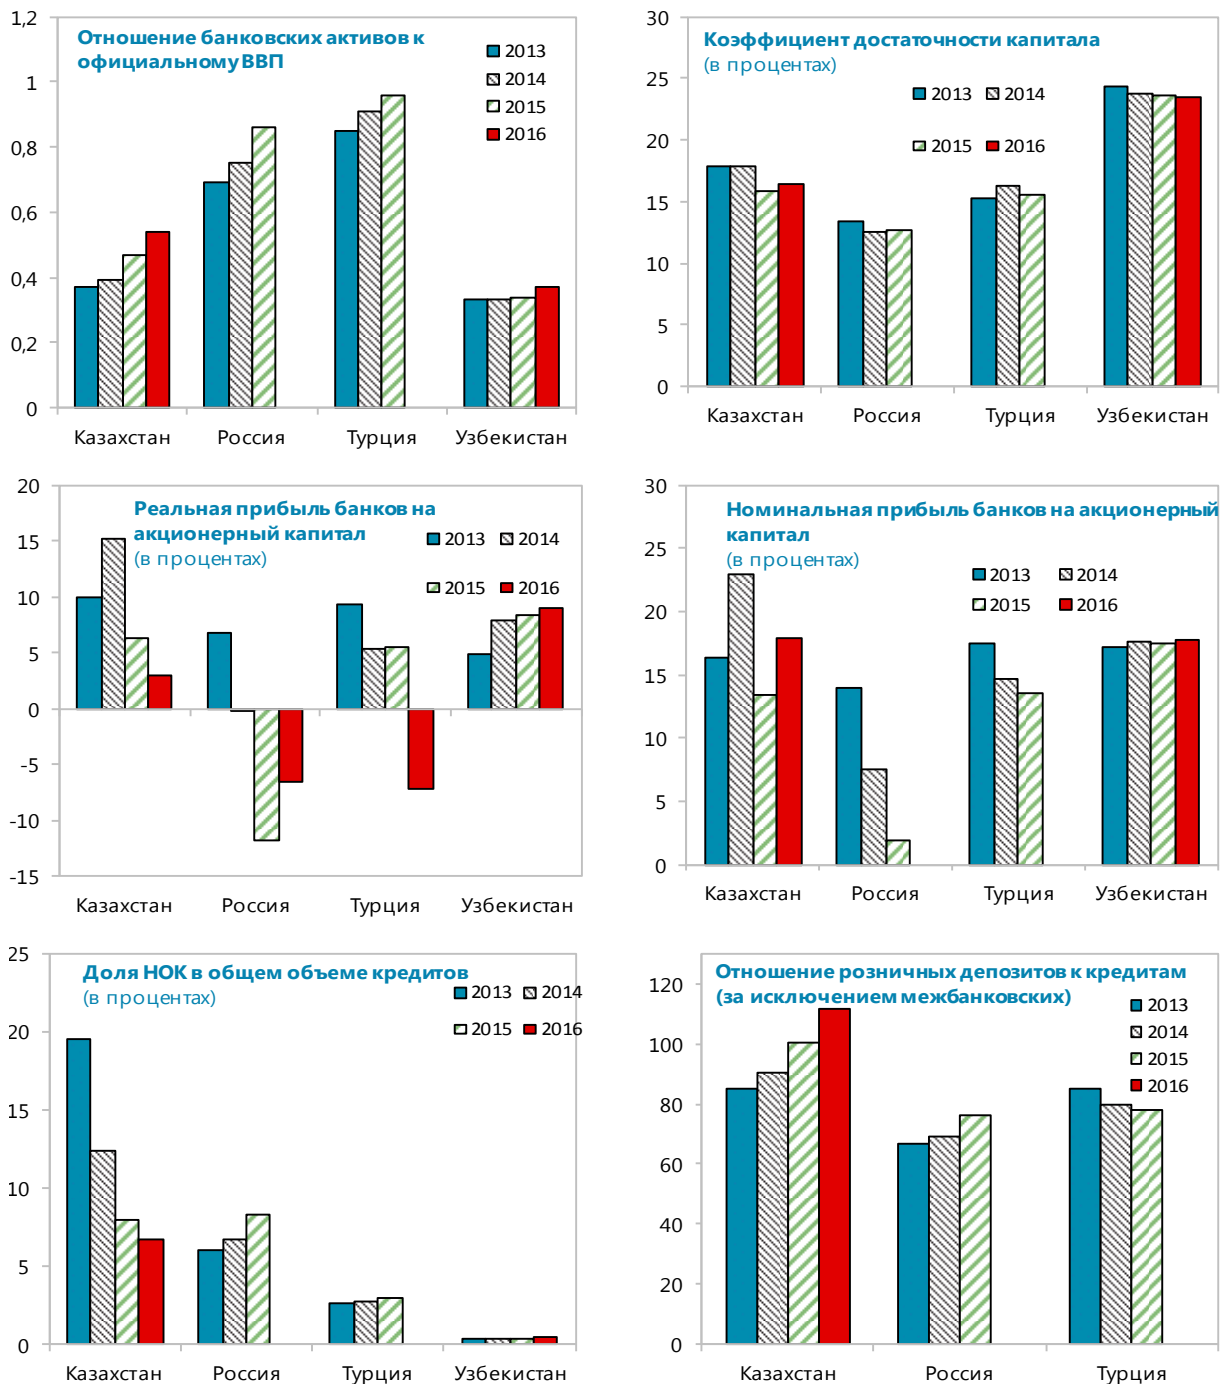 Отношение банковских активов к
официальному ВВП
2013
2014
2015
2016
1,2
1
0,8
0,6
0,4
0,2
0
Казахстан Россия Турция Узбекистан
Коэффициент достаточности капитала
(в процентах)
2013 2014
2015 2016
30
25
20
15
10
5
0
Казахстан Россия Турция Узбекистан
Реальная прибыль банков на
акционерный капитал
(в процентах)
2013 2014
2015 2016
20
15
10
5
0
-5
-10
-15
Казахстан Россия Турция Узбекистан
Номинальная прибыль банков на акционерный
капитал
(в процентах)
2013 2014
2015 2016
30
25
20
15
10
5
0
Казахстан Россия Турция Узбекистан
Доля НОК в общем объеме кредитов
(в процентах)
2013 2014
2015 2016
25
20
15
10
5
0
Казахстан Россия Турция Узбекистан
Отношение розничных депозитов к кредитам
(за исключением межбанковских)
2013
2014
2015
2016
120
100
80
60
40
20
0
Казахстан Россия Турция